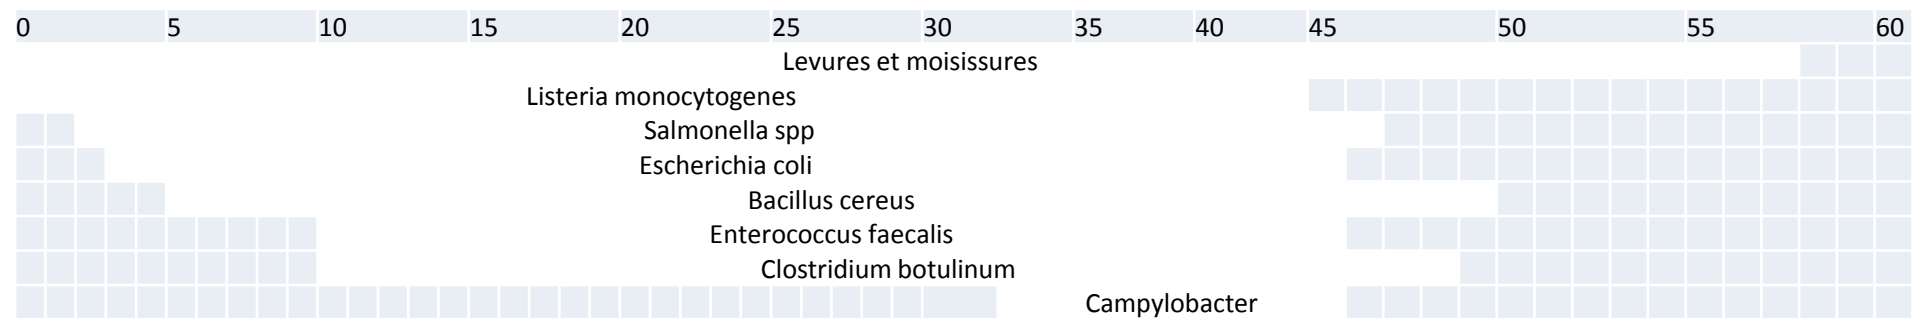 0 5 10 15 20 25 30 35 40 45 50 55 60
Levures et moisissures
Listeria monocytogenes
Salmonella spp
Escherichia coli
Bacillus cereus
Enterococcus faecalis
Clostridium botulinum
Campylobacter